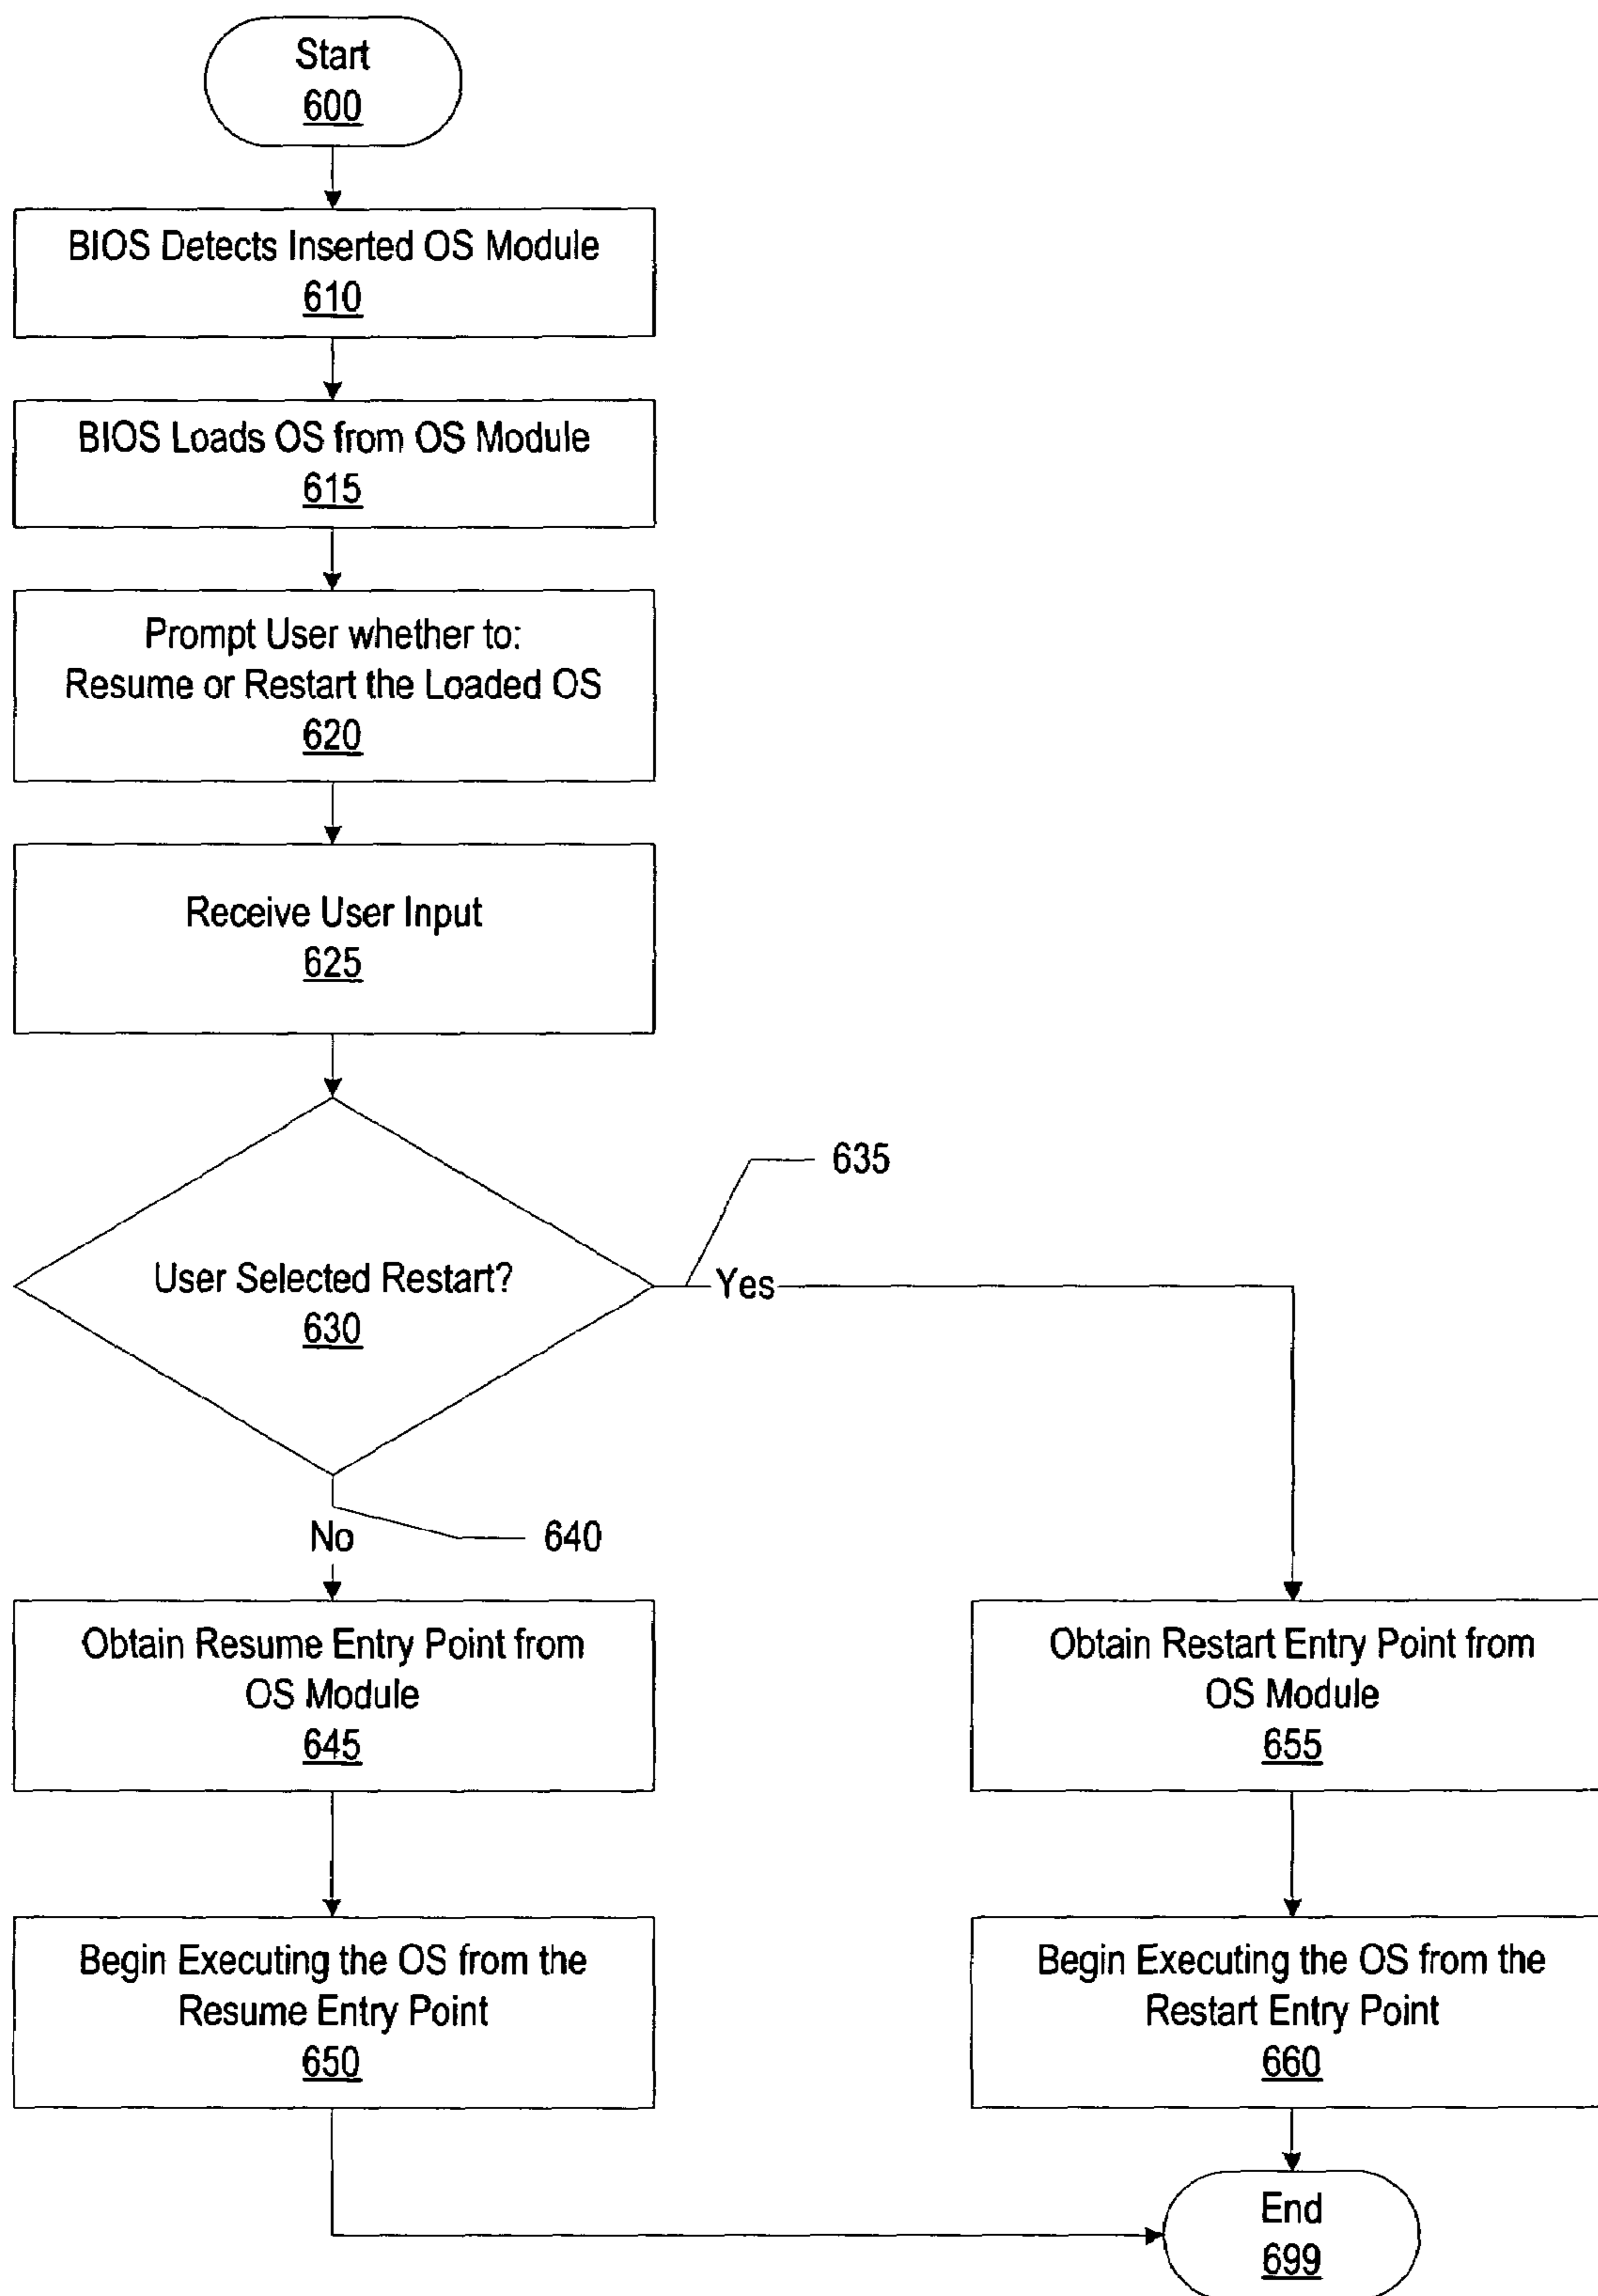 Start
600
BIOS Detects Inserted OS Module
610
BIOS Loads OS from OS Module
615
Prompt User whether to:
Resume or Restart the Loaded OS
620
Receive User Input
625
User Selected Restart?
630
635
Yes
No
640
Obtain Resume Entry Point from
OS Module
645
Begin Executing the OS from the
Resume Entry Point
650
Obtain Restart Entry Point from
OS Module
655
Begin Executing the OS from the
Restart Entry Point
660
End
699